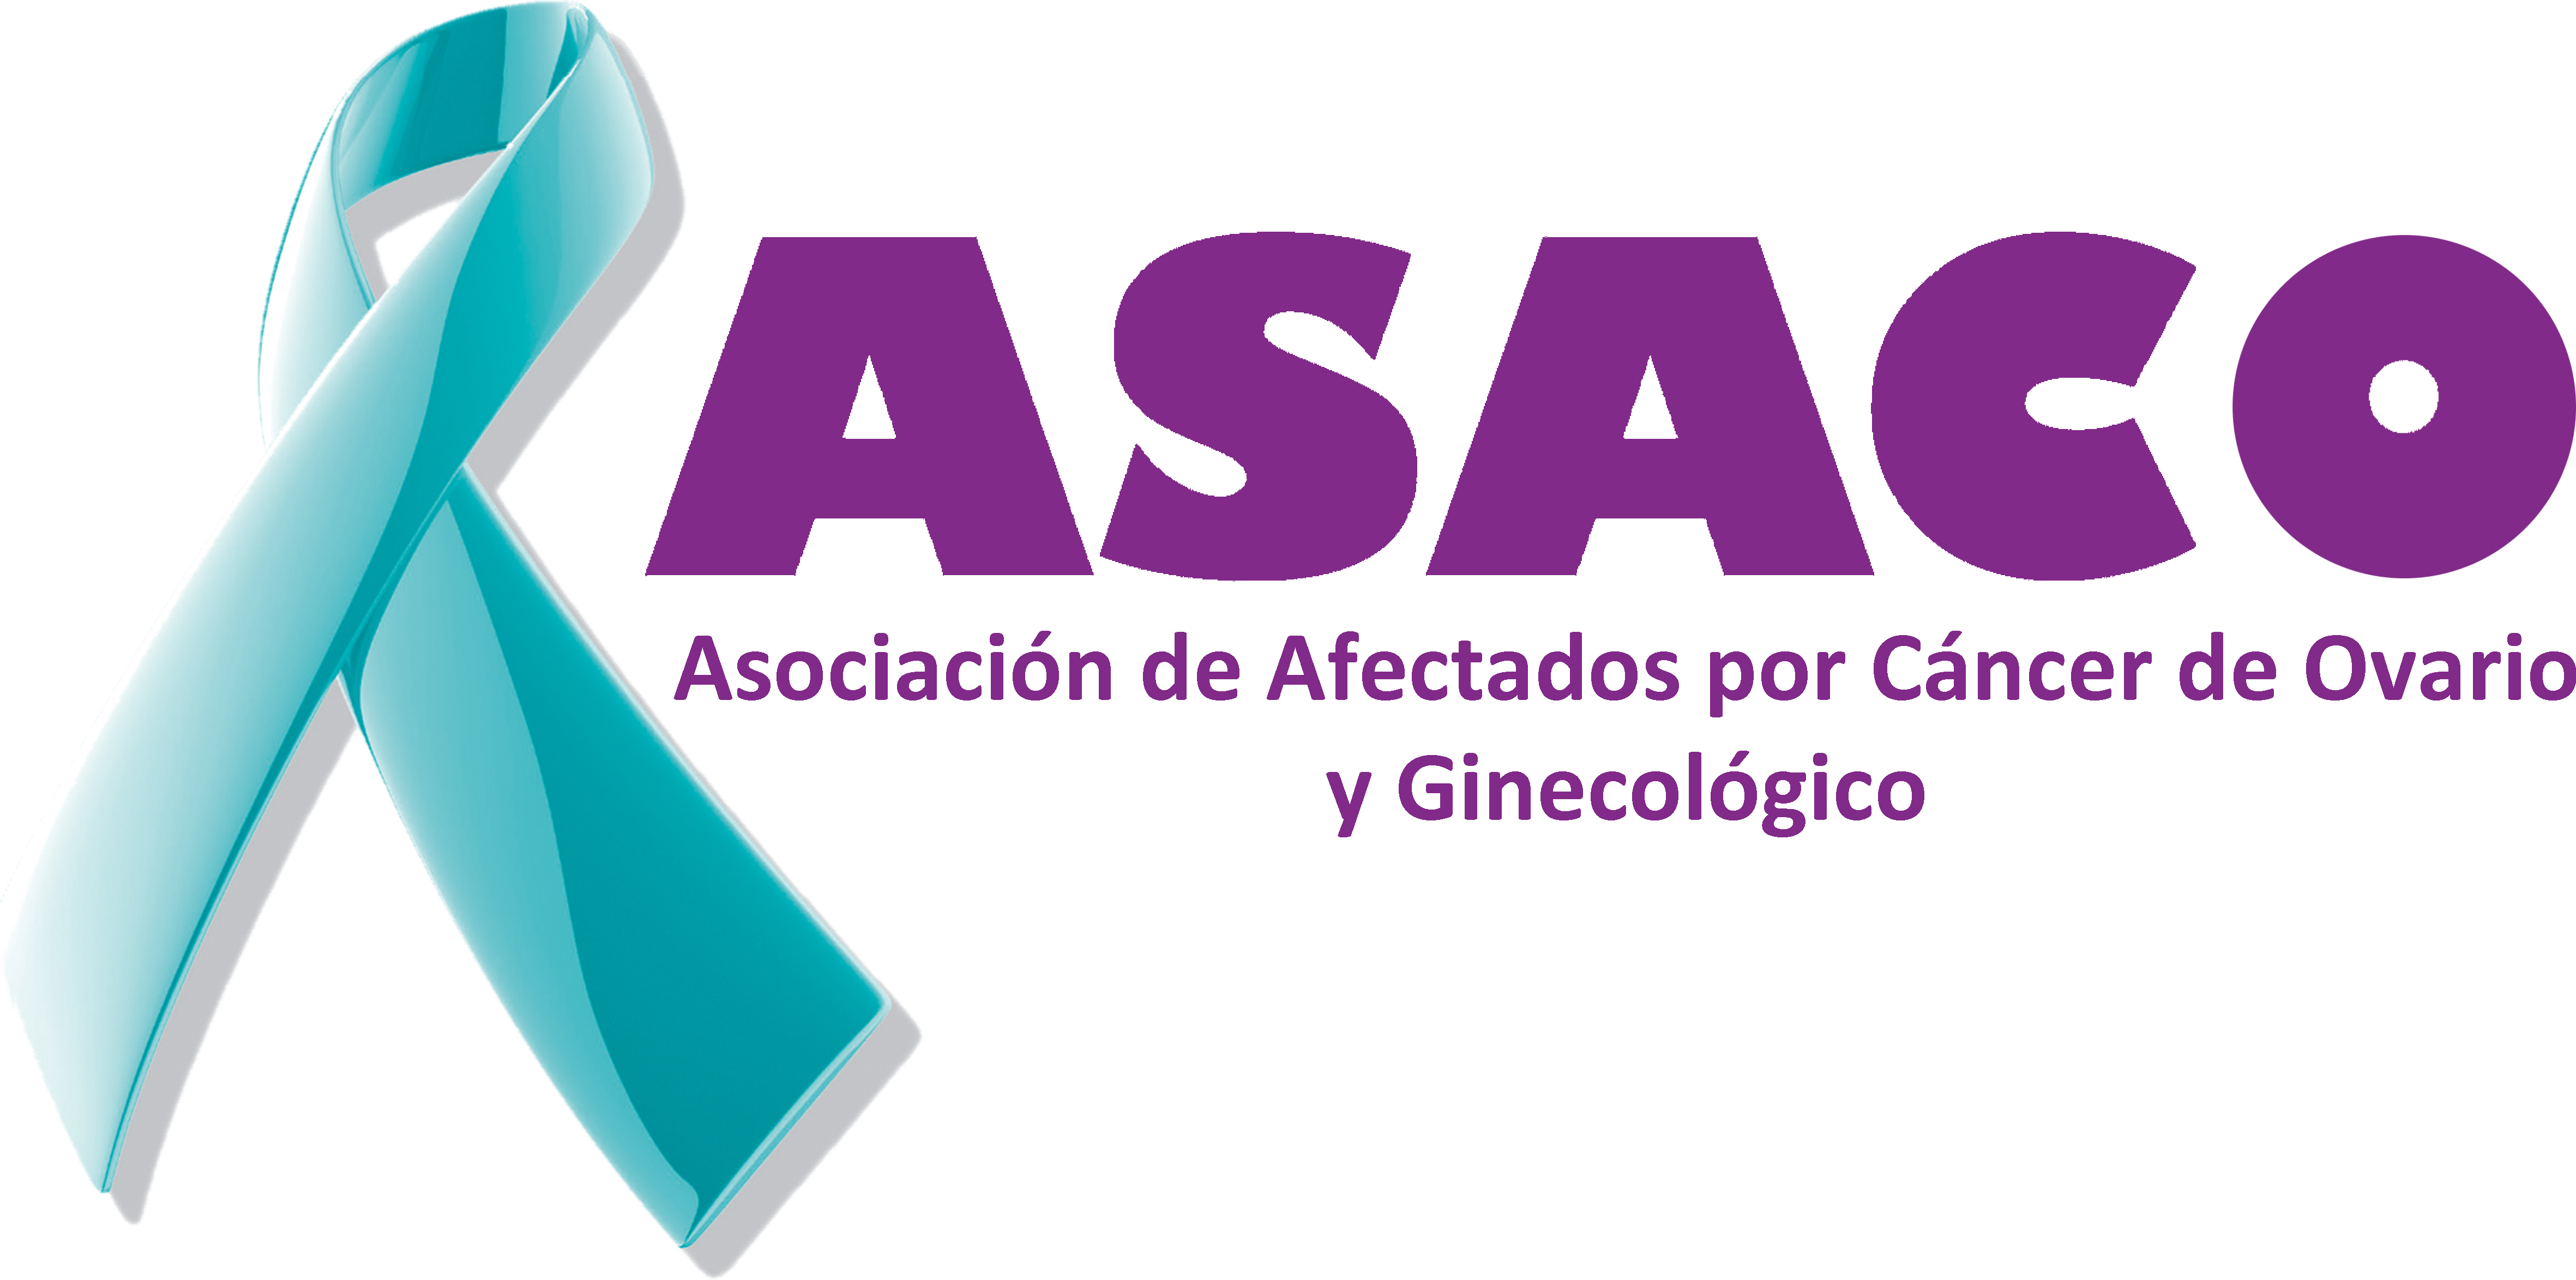 ASACO
Asociación de Afectados por Cáncer de Ovario
y Ginecológico